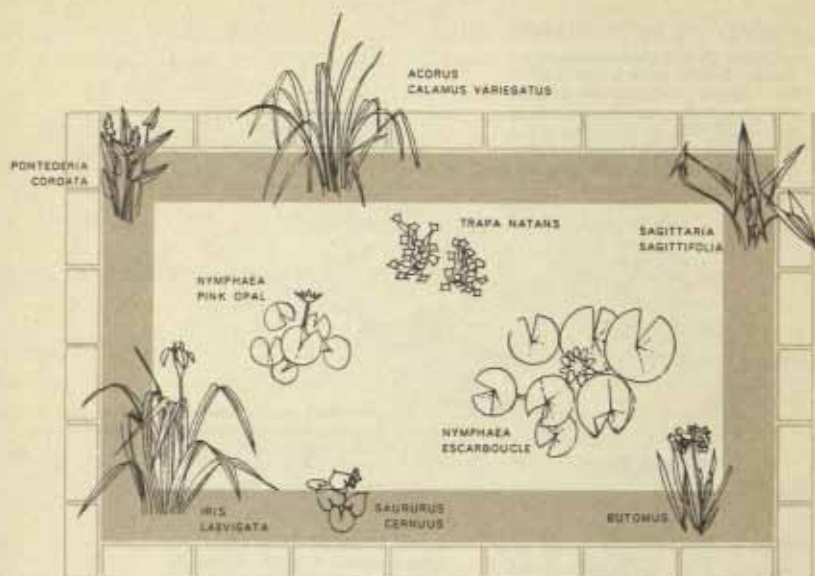 ACORUS
CALAMUS VARIEGATUS
PONTEDERIA
CORDATA
TRAPA NATANS
SAGITTARIA
SAGITTIFOLIA
NYMPHAEA
PINK OPAL
NYMPHAEA
ESCARBOUCLE
IRIS
LAEVIGATA
SAURURUS
CERNUUS
BUTOMUS